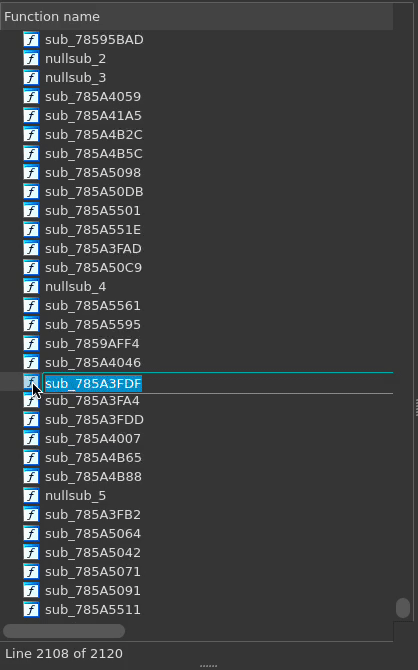 Function name
sub_78595BAD
nullsub_2
nullsub_3
sub_785A4059
sub_785A41A5
sub_785A4B2C
sub_785A4B5C
sub_785A5098
sub_785A50DB
sub_785A5501
sub_785A551E
sub_785A3FAD
sub_785A50C9
nullsub_4
sub_785A5561
sub_785A5595
sub_7859AFF4
sub_785A4046
sub_785A3FDF
sub_785A3FA4
sub_785A3FDD
sub_785A4007
sub_785A4B65
sub_785A4B88
nullsub_5
sub_785A3FB2
sub_785A5064
sub_785A5042
sub_785A5071
sub_785A5091
sub_785A5511
Line 2108 of 2120